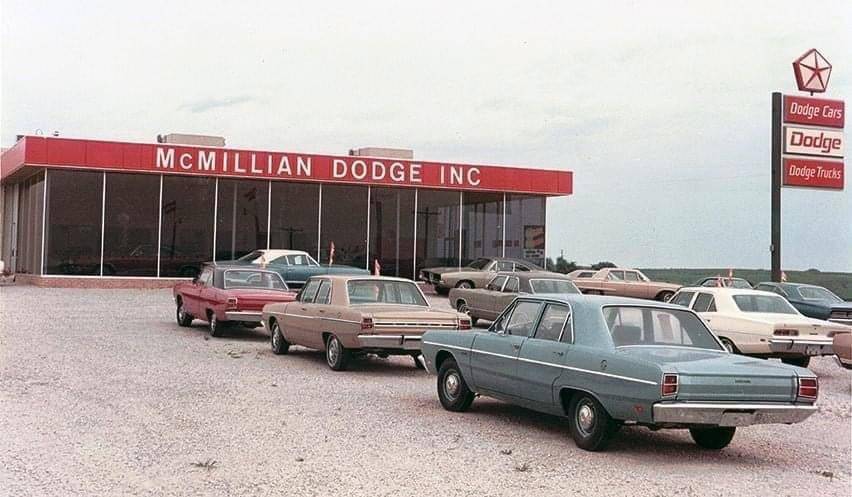 McMILLIAN DODGE INC
Dodge Cars
Dodge
Dodge Trucks